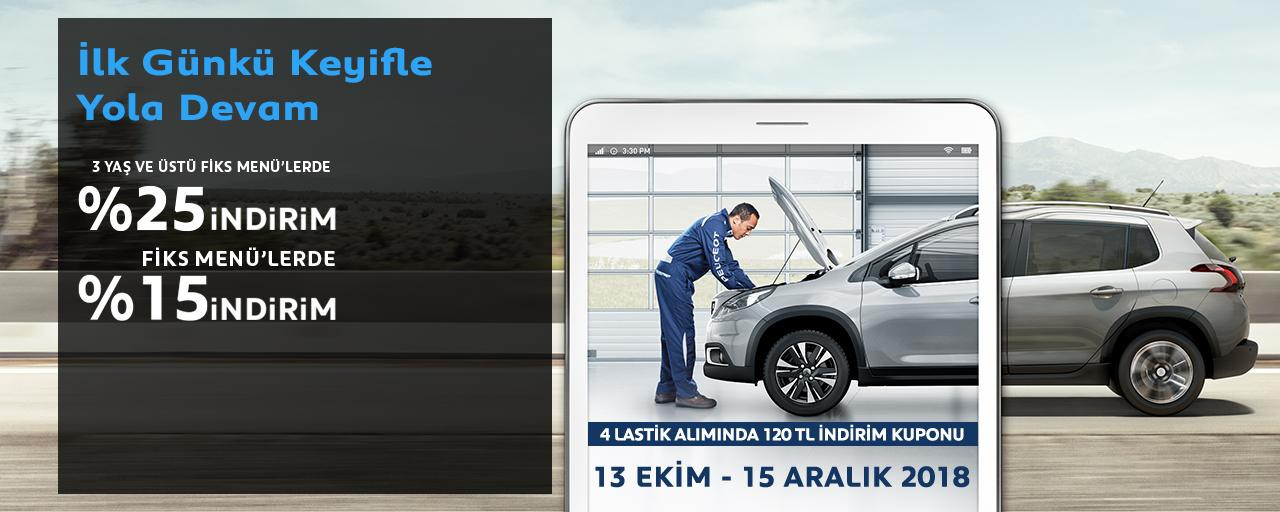 İlk Günkü Keyifle
Yola Devam
3 YAŞ VE ÜSTÜ FİKS MENÜ'LERDE
%25 İNDİRİM
FİKS MENÜ'LERDE
%15 İNDİRİM
3:30 PM
PEUGEOT
4 LASTİK ALIMINDA 120 TL İNDİRİM KUPONU
13 EKİM - 15 ARALIK 2018